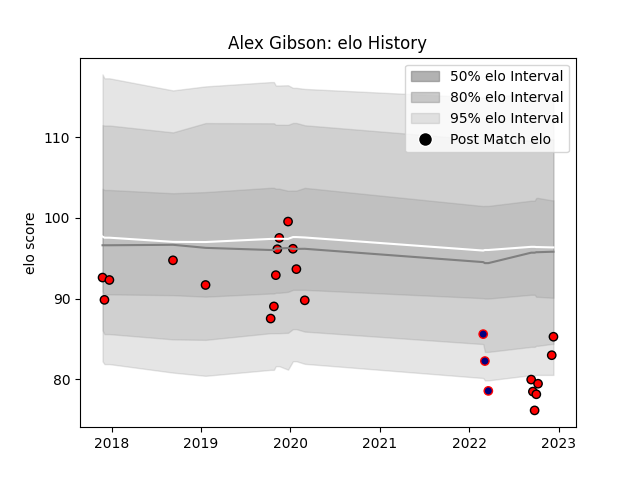 Alex Gibson: elo History
50% elo Interval
80% elo Interval
95% elo Interval
Post Match elo
elo score
110
100
90
80
2018 2019 2020 2021 2022 2023